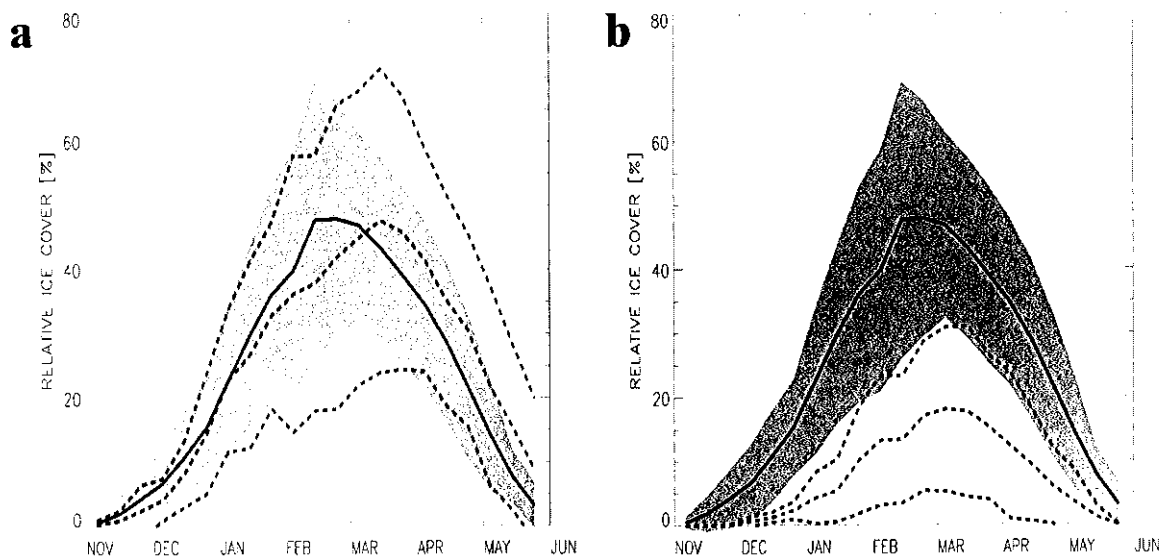 a
80
60
40
20
0
RELATIVE ICE COVER [%]
NOV DEC JAN FEB MAR APR MAY JUN
b
80
60
40
20
0
RELATIVE ICE COVER [%]
NOV DEC JAN FEB MAR APR MAY JUN